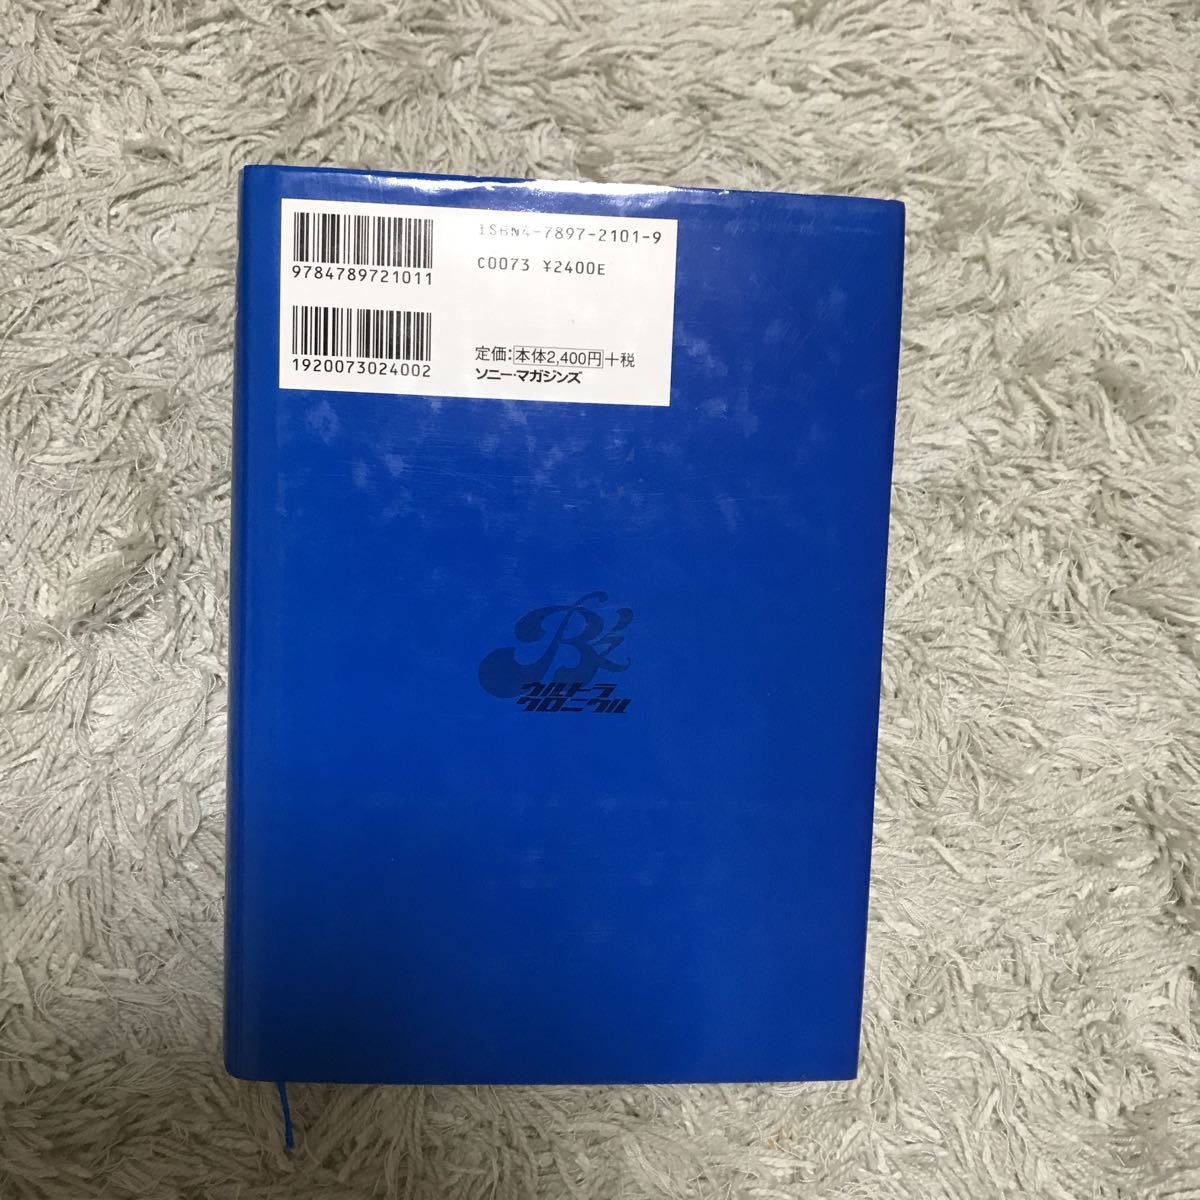 9784789721011
ISBN4-7897-2101-9
C0073 ¥2400E
1920073024002
定価:本体2,400円+税
ソニー・マガジンズ
B'z
ウルトラ
クロニクル